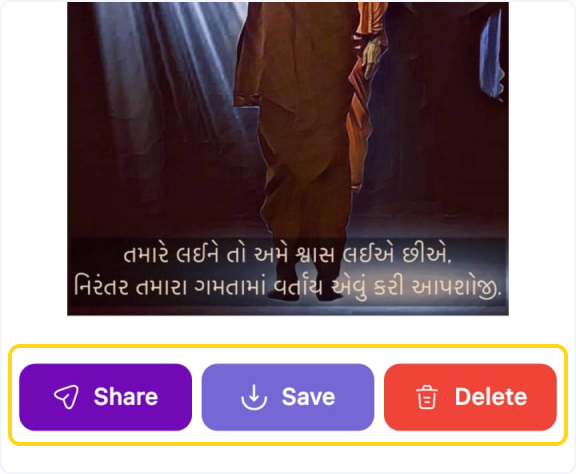 તમારે લઈને તો અમે શ્વાસ લઈએ છીએ,
નિરંતર તમારા ગમતામાં વર્તાય એવું કરી આપશોજી.
Share
Save
Delete